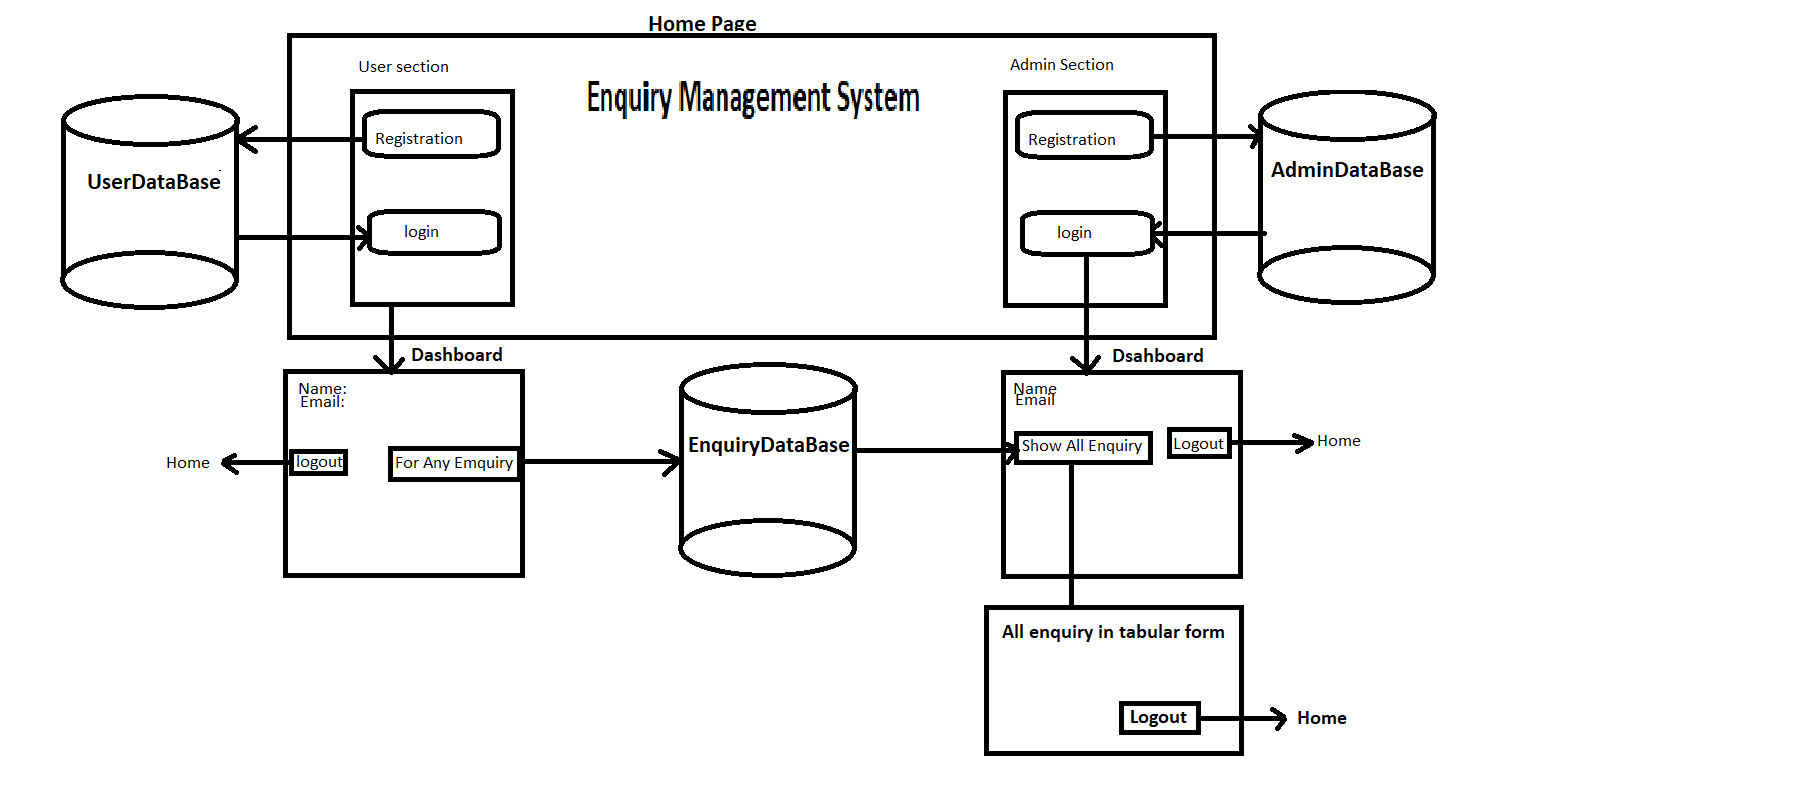 Home Page
User section
Admin Section
Enquiry Management System
Registration
Registration
UserDataBase
AdminDataBase
login
login
Dashboard
Dsahboard
Name:
Email:
Name
Email
EnquiryDataBase
Home
logout
For Any Emquiry
Show All Enquiry
Logout
Home
All enquiry in tabular form
Logout
Home